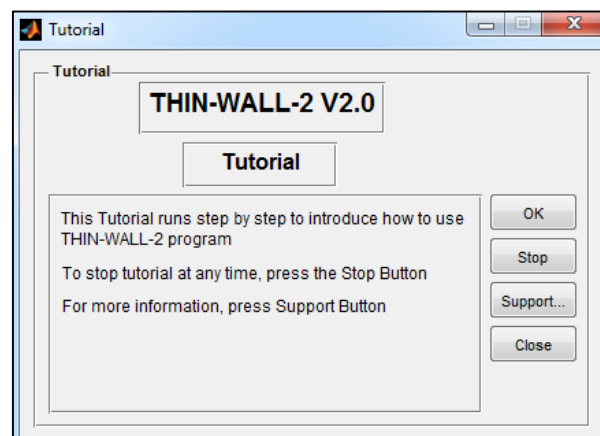 Tutorial
Tutorial
THIN-WALL-2 V2.0
Tutorial
This Tutorial runs step by step to introduce how to use
THIN-WALL-2 program
To stop tutorial at any time, press the Stop Button
For more information, press Support Button
OK
Stop
Support...
Close